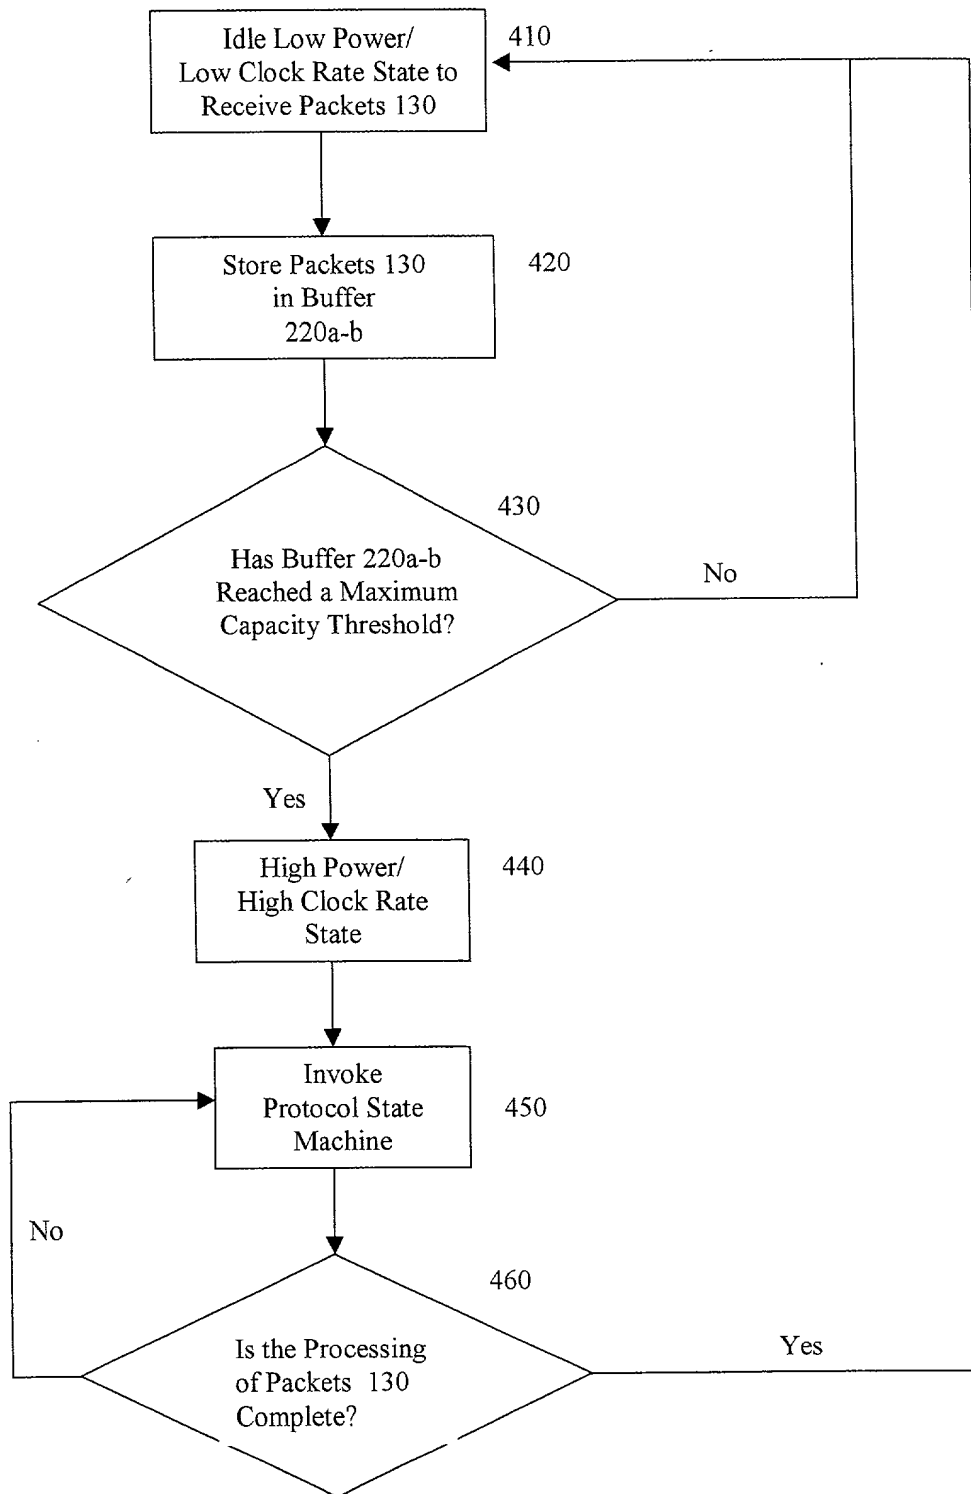 Idle Low Power/
Low Clock Rate State to
Receive Packets 130
410
Store Packets 130
in Buffer
220a-b
420
430
Has Buffer 220a-b
Reached a Maximum
Capacity Threshold?
No
Yes
High Power/
High Clock Rate
State
440
Invoke
Protocol State
Machine
450
No
460
Is the Processing
of Packets 130
Complete?
Yes